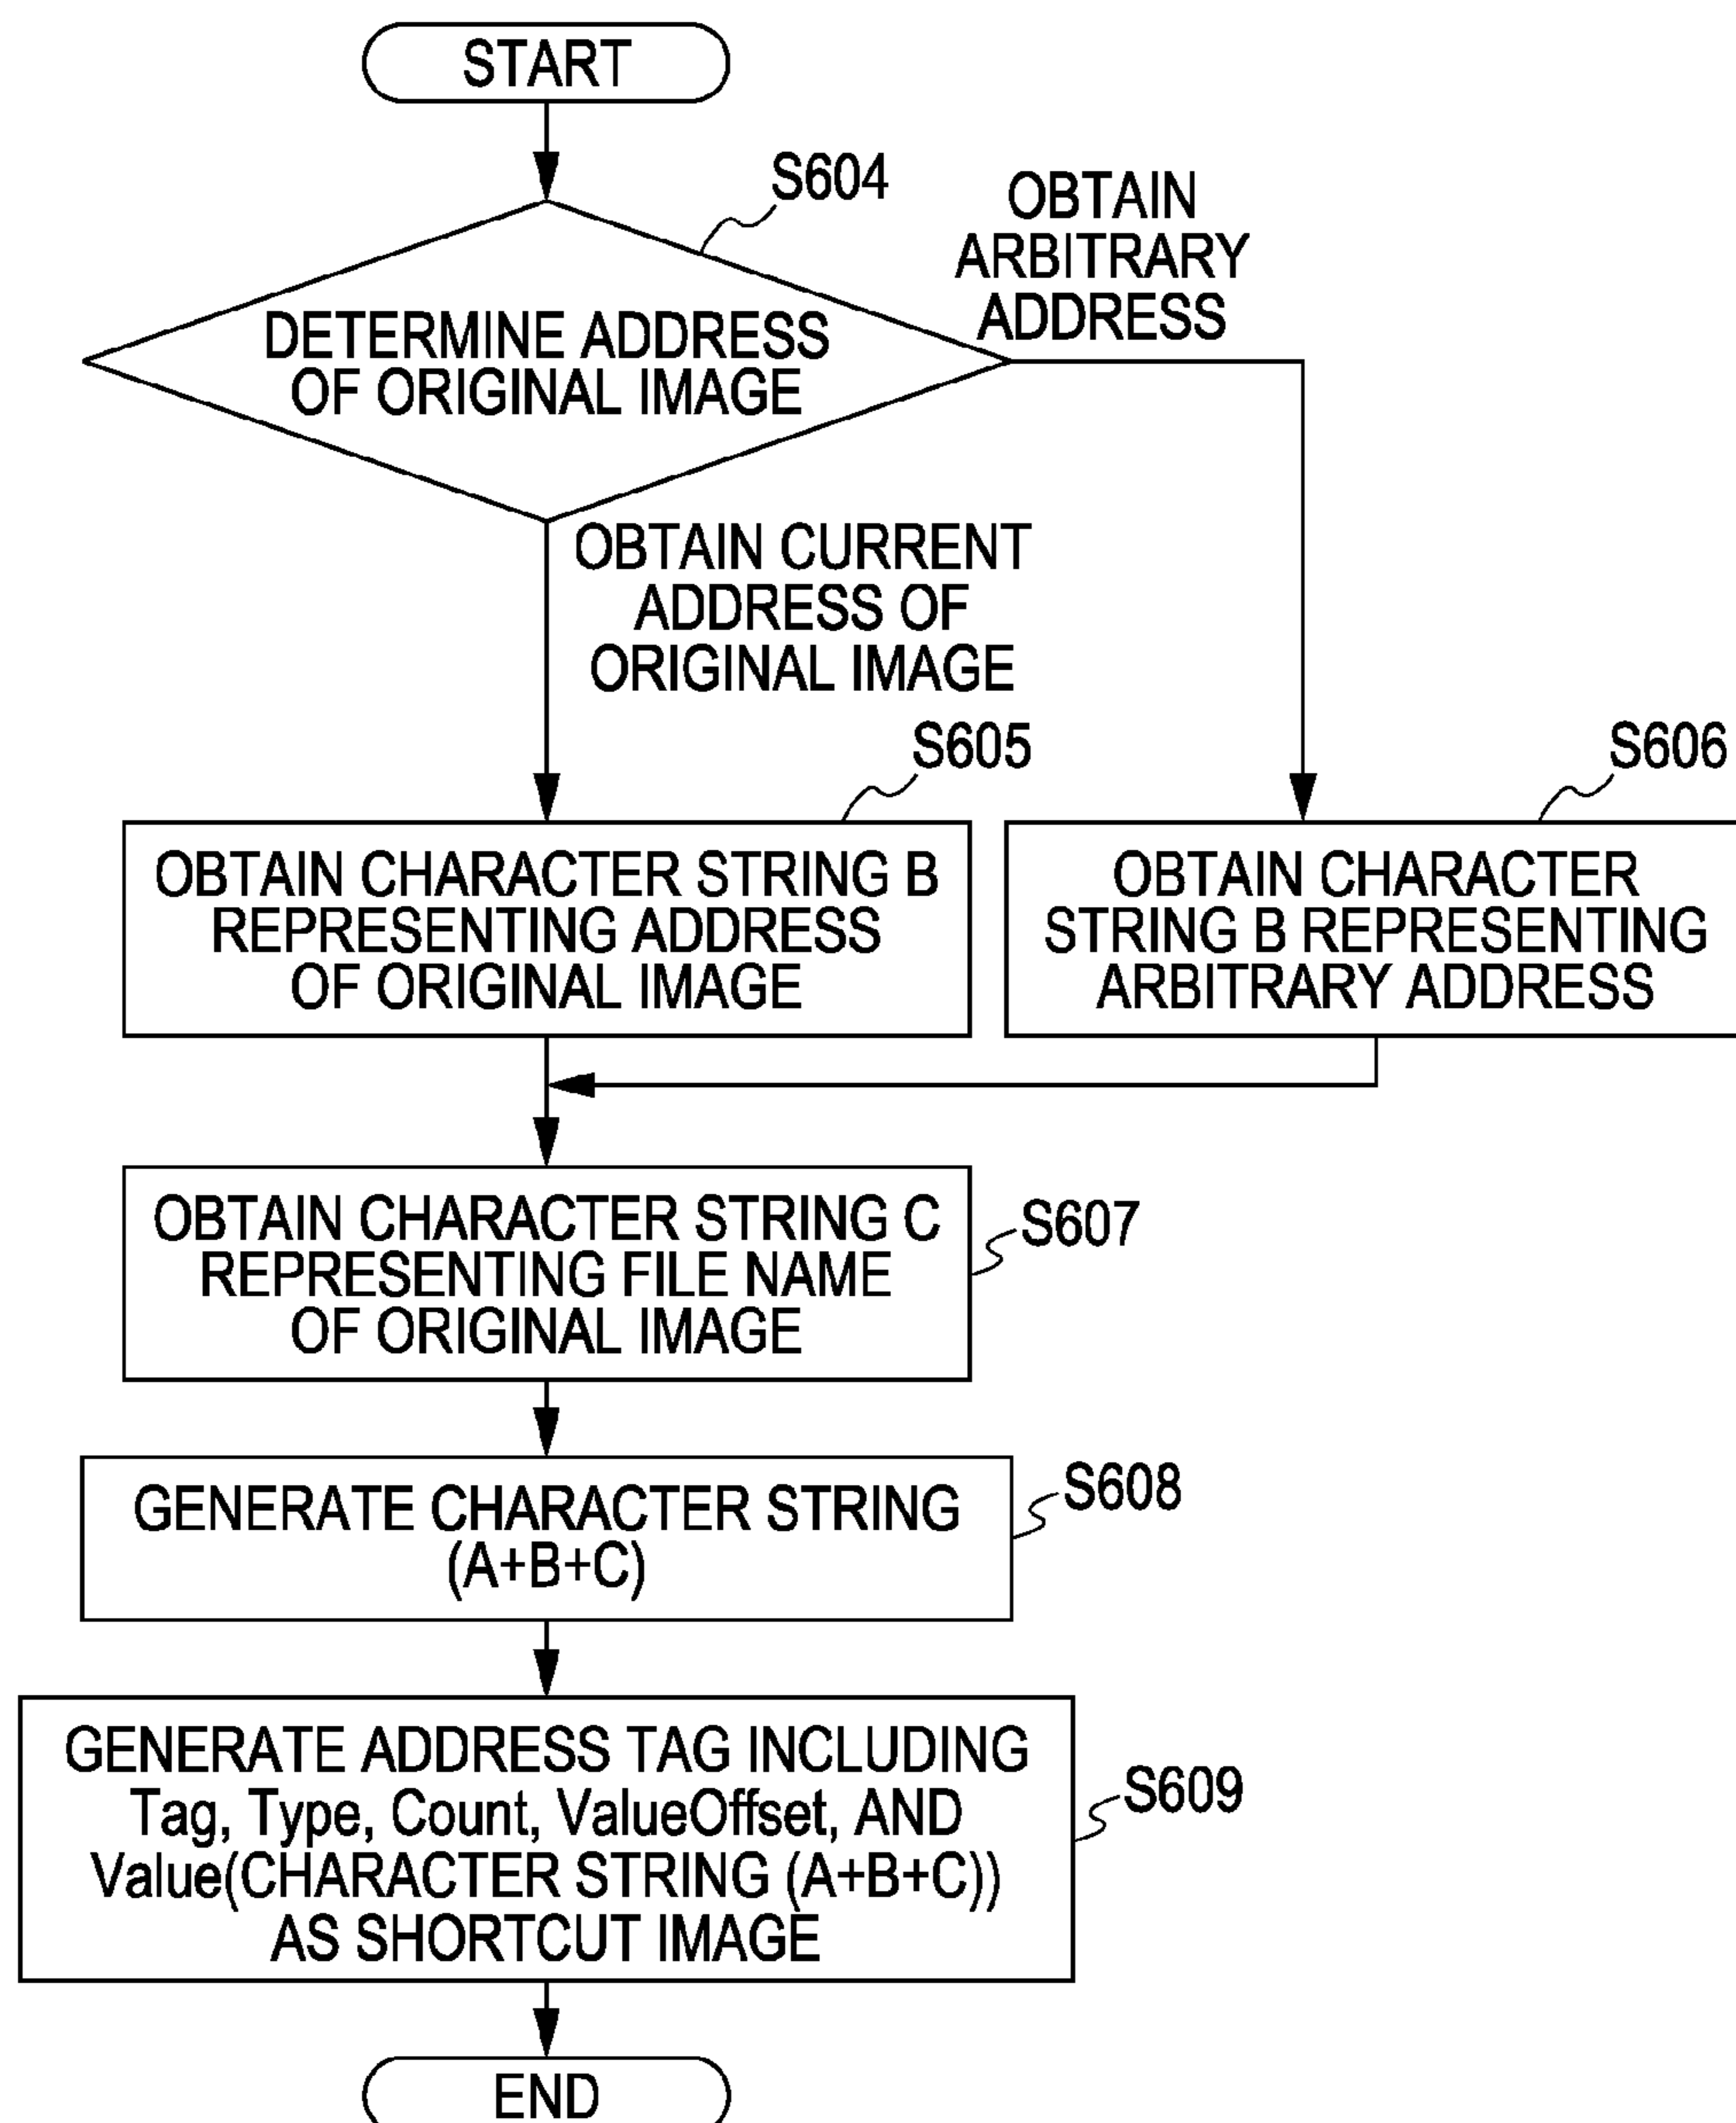 START
S604
OBTAIN
ARBITRARY
ADDRESS
DETERMINE ADDRESS
OF ORIGINAL IMAGE
OBTAIN CURRENT
ADDRESS OF
ORIGINAL IMAGE
S605
S606
OBTAIN CHARACTER STRING B
REPRESENTING ADDRESS
OF ORIGINAL IMAGE
OBTAIN CHARACTER
STRING B REPRESENTING
ARBITRARY ADDRESS
OBTAIN CHARACTER STRING C
REPRESENTING FILE NAME
OF ORIGINAL IMAGE
S607
GENERATE CHARACTER STRING
(A+B+C)
S608
GENERATE ADDRESS TAG INCLUDING
Tag, Type, Count, ValueOffset, AND
Value(CHARACTER STRING (A+B+C))
AS SHORTCUT IMAGE
S609
END